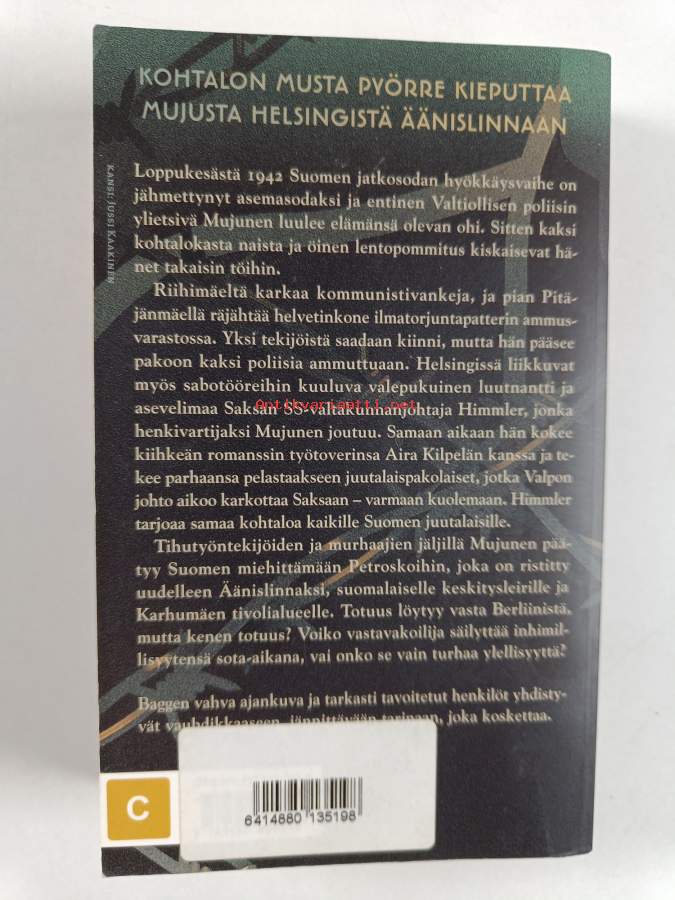 KOHTALON MUSTA PYÖRRE KIEPUTTAA
MUJUSTA HELSINGISTÄ ÄÄNISLINNAAN
KANSI: JUSSI KAAKINEN
Loppukesästä 1942 Suomen jatkosodan hyökkäysvaihe on
jähmettynyt asemasodaksi ja entinen Valtiollisen poliisin
ylietsivä Mujunen luulee elämänsä olevan ohi. Sitten kaksi
kohtalokasta naista ja öinen lentopommitus kiskaisevat hä-
net takaisin töihin.
Riihimäeltä karkaa kommunistivankeja, ja pian Pitä-
jänmäellä räjähtää helvetinkone ilmatorjuntapatterin ammus-
varastossa. Yksi tekijöistä saadaan kiinni, mutta hän pääsee
pakoon kaksi poliisia ammuttuaan. Helsingissä liikkuvat
myös sabotööreihin kuuluva valepukuinen luutnantti ja
asevelimaa Saksan SS-valtakunnanjohtaja Himmler, jonka
henkivartijaksi Mujunen joutuu. Samaan aikaan hän kokee
kiihkeän romanssin työtoverinsa Aira Kilpelän kanssa ja te-
kee parhaansa pelastaakseen juutalaispakolaiset, jotka Valpon
johto aikoo karkottaa Saksaan – varmaan kuolemaan. Himmler
tarjoaa samaa kohtaloa kaikille Suomen juutalaisille.
Tihutyöntekijöiden ja murhaajien jäljillä Mujunen pää-
tyy Suomen miehittämään Petroskoihin, joka on ristitty
uudelleen Äänislinnaksi, suomalaiselle keskitysleirille ja
Karhumäen tivolialueelle. Totuus löytyy vasta Berliinistä,
mutta kenen totuus? Voiko vastavakoilija säilyttää inhimil-
lisyytensä sota-aikana, vai onko se vain turhaa ylellisyyttä?
Baggen vahva ajankuva ja tarkasti tavoitetut henkilöt yhdisty-
vät vauhdikkaaseen, jännittävään tarinaan, joka koskettaa.
Antikvariaatti.net
C
6414880 135198